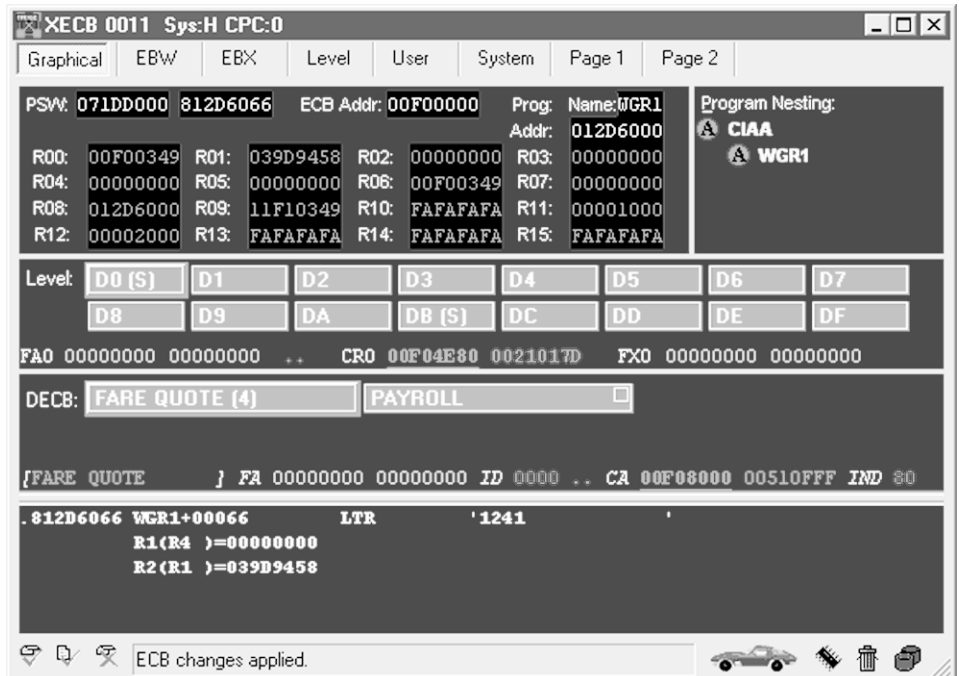 XECB 0011 Sys:H CPC:0
Graphical EBW EBX Level User System Page 1 Page 2
PSW: 071DD000 812D6066 ECB Addr: 00F00000 Prog: Name:WGR1
Addr: 012D6000
R00: 00F00349 R01: 039D9458 R02: 00000000 R03: 00000000
R04: 00000000 R05: 00000000 R06: 00F00349 R07: 00000000
R08: 012D6000 R09: 11F10349 R10: FAFAFAFA R11: 00001000
R12: 00002000 R13: FAFAFAFA R14: FAFAFAFA R15: FAFAFAFA
Program Nesting:
A CIAA
A WGR1
Level: D0 (S) D1 D2 D3 D4 D5 D6 D7
D8 D9 DA DB (S) DC DD DE DF
FA0 00000000 00000000 .. CR0 00F04E80 0021017D FX0 00000000 00000000
DECB: FARE QUOTE (4) PAYROLL
[FARE QUOTE ] FA 00000000 00000000 ID 0000 .. CA 00F08000 00510FFF IND 80
.812D6066 WGR1+00066 LTR '1241 '
R1(R4 )=00000000
R2(R1 )=039D9458
ECB changes applied.